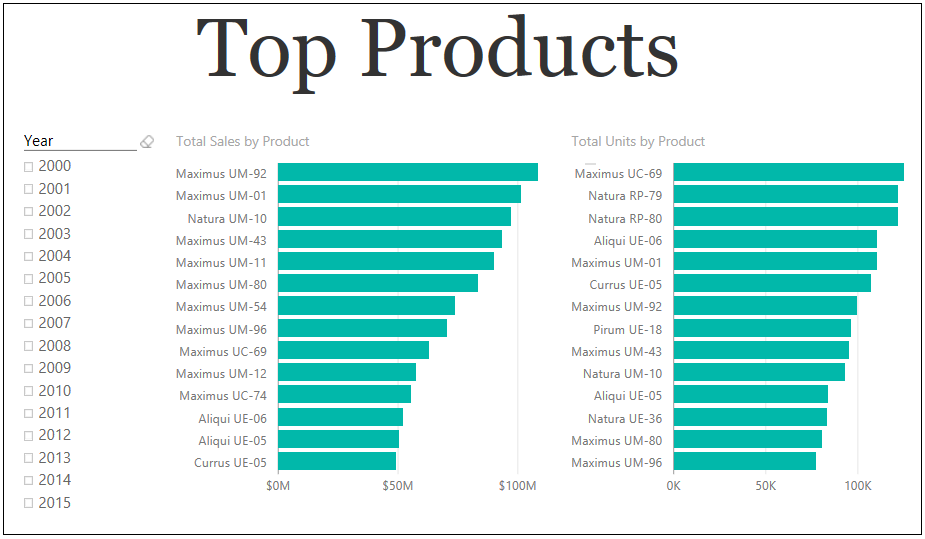 Top Products
Year
2000
2001
2002
2003
2004
2005
2006
2007
2008
2009
2010
2011
2012
2013
2014
2015
Total Sales by Product
Maximus UM-92
Maximus UM-01
Natura UM-10
Maximus UM-43
Maximus UM-11
Maximus UM-80
Maximus UM-54
Maximus UM-96
Maximus UC-69
Maximus UM-12
Maximus UC-74
Aliqui UE-06
Aliqui UE-05
Currus UE-05
$0M $50M $100M
Total Units by Product
Maximus UC-69
Natura RP-79
Natura RP-80
Aliqui UE-06
Maximus UM-01
Currus UE-05
Maximus UM-92
Pirum UE-18
Maximus UM-43
Natura UM-10
Aliqui UE-05
Natura UE-36
Maximus UM-80
Maximus UM-96
0K 50K 100K